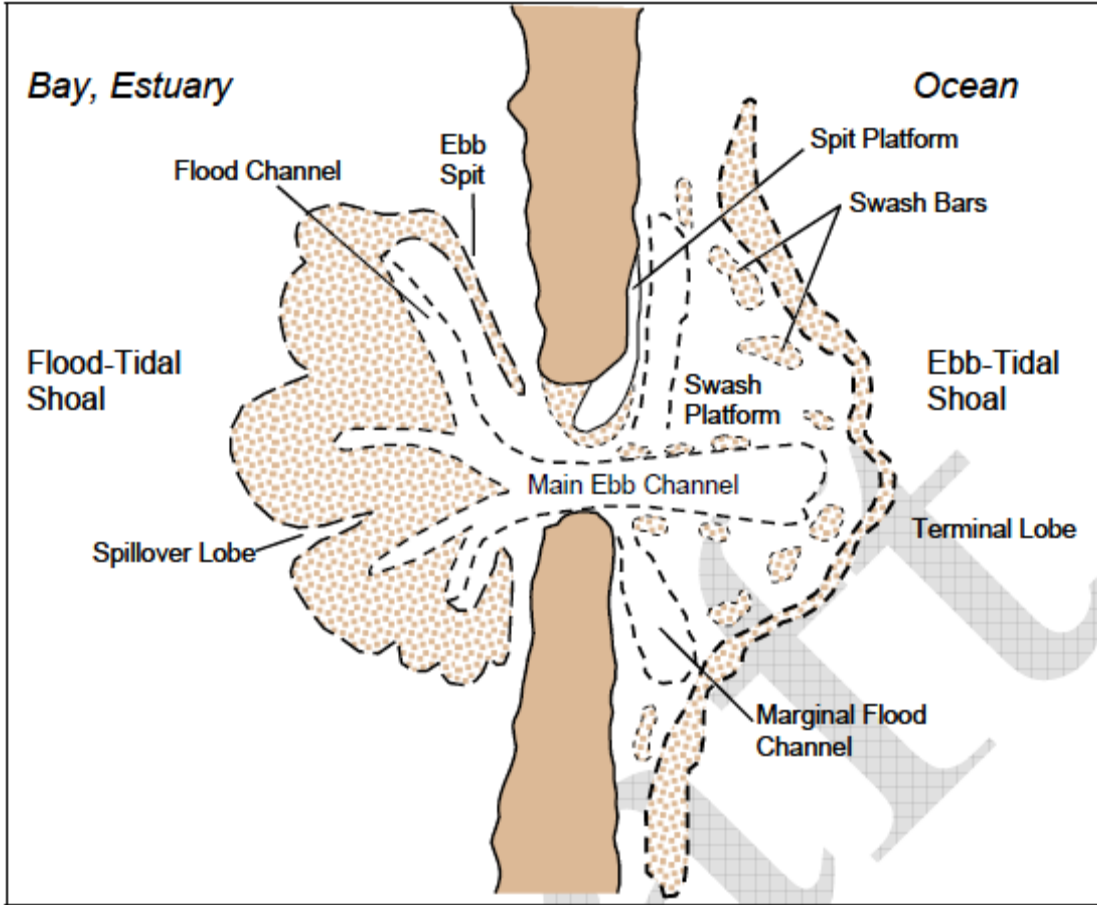 Bay, Estuary
Ocean
Ebb
Spit
Spit Platform
Flood Channel
Swash Bars
Flood-Tidal
Shoal
Ebb-Tidal
Shoal
Swash
Platform
Main Ebb Channel
Terminal Lobe
Spillover Lobe
Marginal Flood
Channel